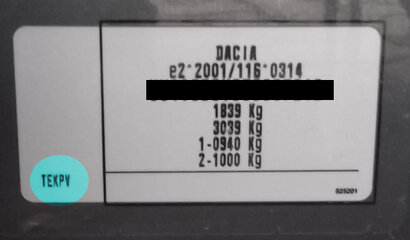 DACIA
e2*2001/116*0314
1839 Kg
3039 Kg
1-0940 Kg
2-1000 Kg
TEKPV
525201